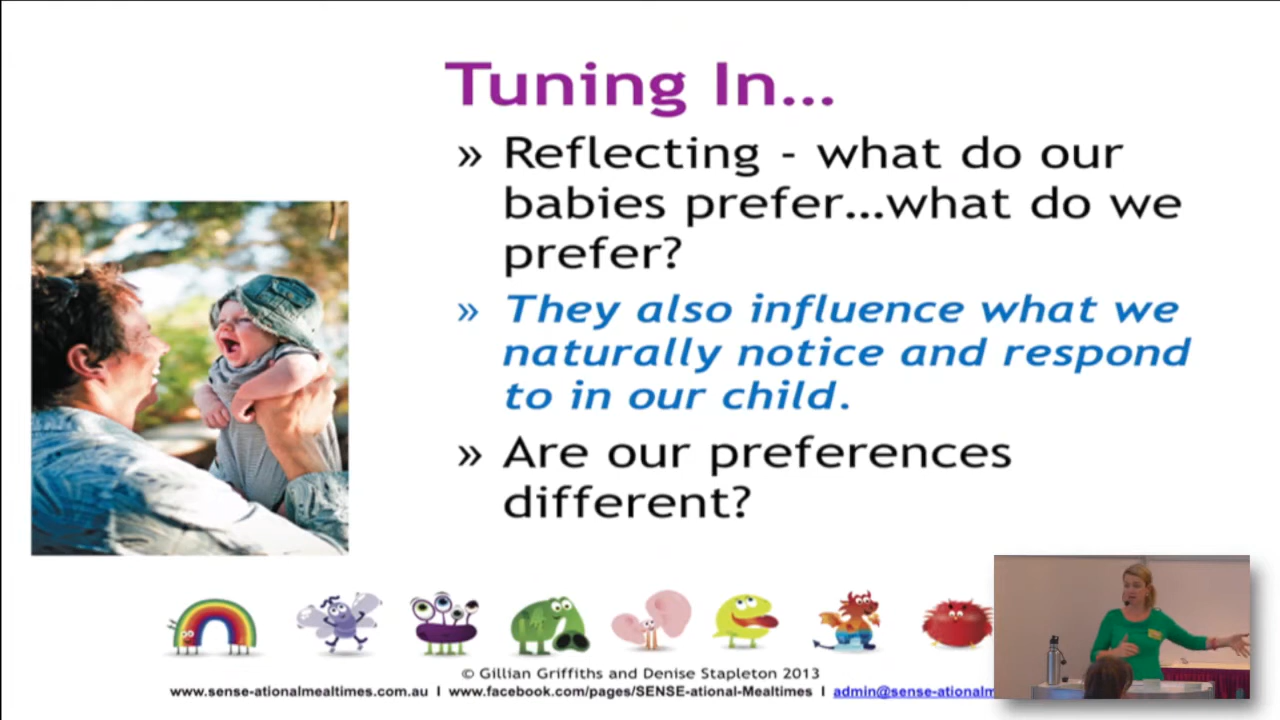 Tuning In...
» Reflecting - what do our
babies prefer...what do we
prefer?
» They also influence what we
naturally notice and respond
to in our child.
» Are our preferences
different?
© Gillian Griffiths and Denise Stapleton 2013
www.sense-ationalmealtimes.com.au I www.facebook.com/pages/SENSE-ational-Mealtimes I admin@sense-ationalm